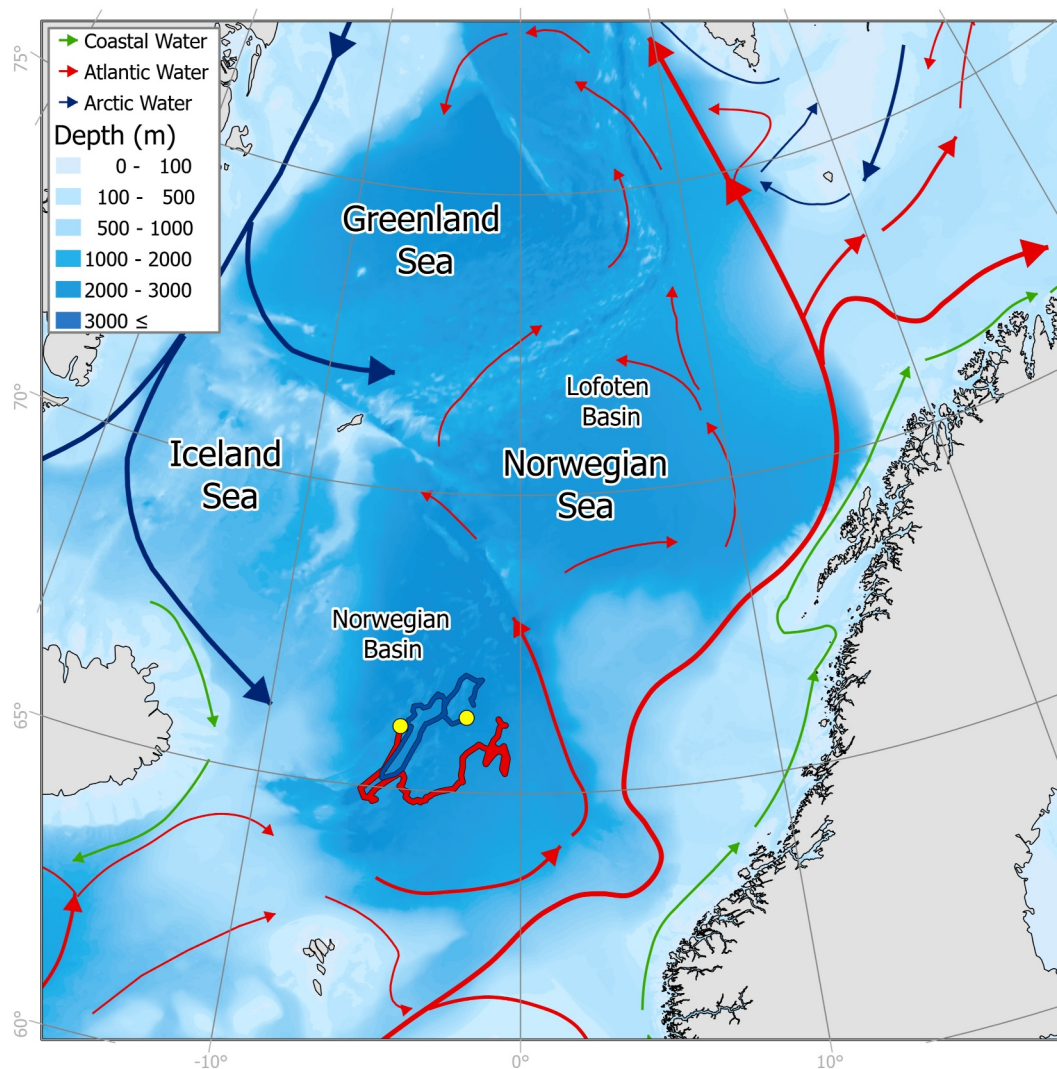 Coastal Water
Atlantic Water
Arctic Water
Depth (m)
0 - 100
100 - 500
500 - 1000
1000 - 2000
2000 - 3000
3000 ≤
75°
Greenland
Sea
70°
Lofoten
Basin
Iceland
Sea
Norwegian
Sea
Norwegian
Basin
65°
60°
-10°
0°
10°